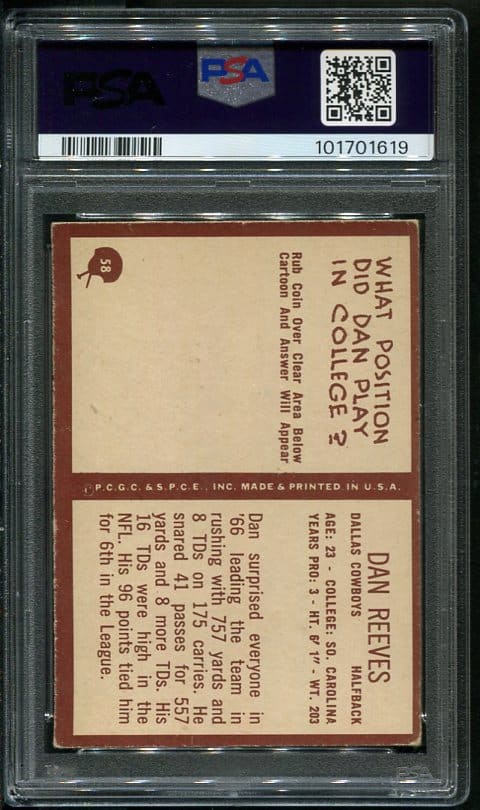 PSA
PSA
101701619
WHAT POSITION
DID DAN PLAY
IN COLLEGE?
Rub Coin Over Clear Area Below
Cartoon And Answer Will Appear
58
©P.C.G.C. & S.P.C.E., INC. MADE & PRINTED IN U.S.A.
DAN REEVES
DALLAS COWBOYS HALFBACK
AGE: 23 - COLLEGE: SO. CAROLINA
YEARS PRO: 3 - HT. 6' 1" - WT. 203
Dan surprised everyone in
'66 leading the team in
rushing with 757 yards and
8 TDs on 175 carries. He
snared 41 passes for 557
yards and 8 more TDs. His
16 TDs were high in the
NFL. His 96 points tied him
for 6th in the League.